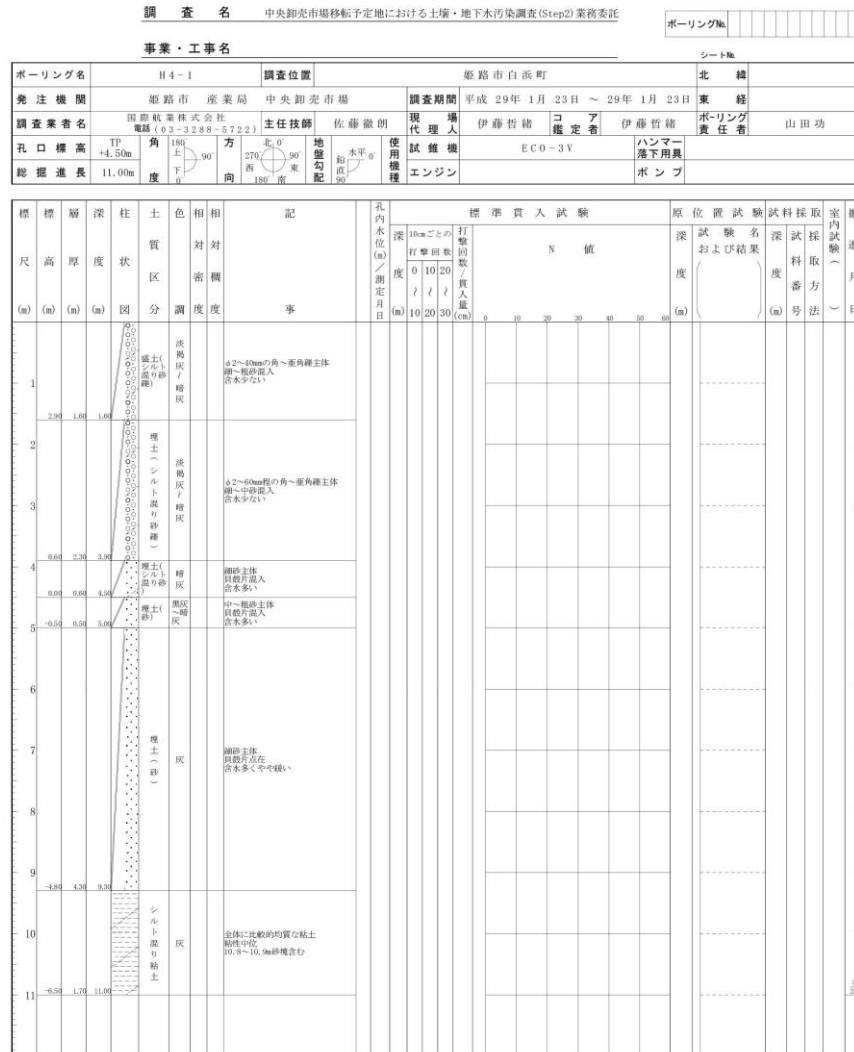 調査名 中央卸売市場移転予定地における土壌・地下水汚染調査(Step2)業務委託
ボーリングNo.
事業・工事名
シートNo.
ボーリング名 H4-1 調査位置 姫路市白浜町 北緯
発注機関 姫路市 産業局 中央卸売市場 調査期間 平成 29年 1月 23日 ～ 29年 1月 23日 東経
調査業者名 国際航業株式会社 電話(03-3288-5722) 主任技師 佐藤徹朗 現場代理人 伊藤哲緒 コア鑑定者 伊藤哲緒 ボーリング責任者 山田功
孔口標高 TP +4.50m 角度 180° 上 90° 下 0° 方向 北 0° 270° 90° 西 東 180° 南 地盤勾配 水平 0° 鉛直 90° 使用機種 試錐機 ECO-3V ハンマー落下用具
総掘進長 11.00m エンジン ポンプ
標尺(m) 標高(m) 層厚(m) 深度(m) 柱状図 土質区分 色調 相対密度 相対稠度 記事 孔内水位(m)／測定月日 標準貫入試験 深度(m) 10cmごとの打撃回数 0～10 10～20 20～30 打撃回数／貫入量(cm) N値 原位置試験 深度(m) 試験名および結果 試料採取 深度(m) 試料番号 採取方法 室内試験( )
0 10 20 30 40 50 60
盛土(シルト混り砂礫) 淡褐灰～暗灰 φ2～40mmの角～亜角礫主体
細～粗砂混入
含水少ない
1
2.90 1.60 1.60
2
埋土(シルト混り砂礫) 淡褐灰～暗灰 φ2～60mm程の角～亜角礫主体
細～中砂混入
含水少ない
3
0.60 2.30 3.90
4
埋土(シルト混り砂) 暗灰 細砂主体
貝殻片混入
含水多い
0.00 0.60 4.50
埋土(砂) 黒灰～暗灰 中～粗砂主体
貝殻片混入
含水多い
-0.50 0.50 5.00
5
6
7
埋土(砂) 灰 細砂主体
貝殻片点在
含水多くやや緩い
8
9
-4.80 4.30 9.30
10
シルト混り粘土 灰 全体に比較的均質な粘土
粘性中位
10.8～10.9m砂塊含む
11
-6.50 1.70 11.00